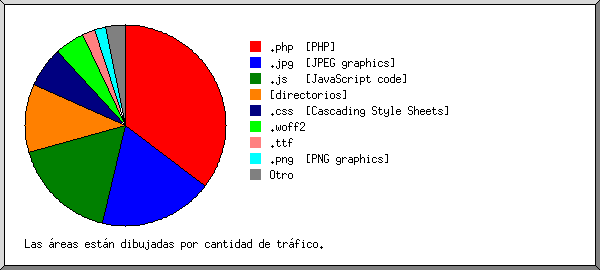 .php [PHP]
.jpg [JPEG graphics]
.js [JavaScript code]
[directorios]
.css [Cascading Style Sheets]
.woff2
.ttf
.png [PNG graphics]
Otro
Las áreas están dibujadas por cantidad de tráfico.